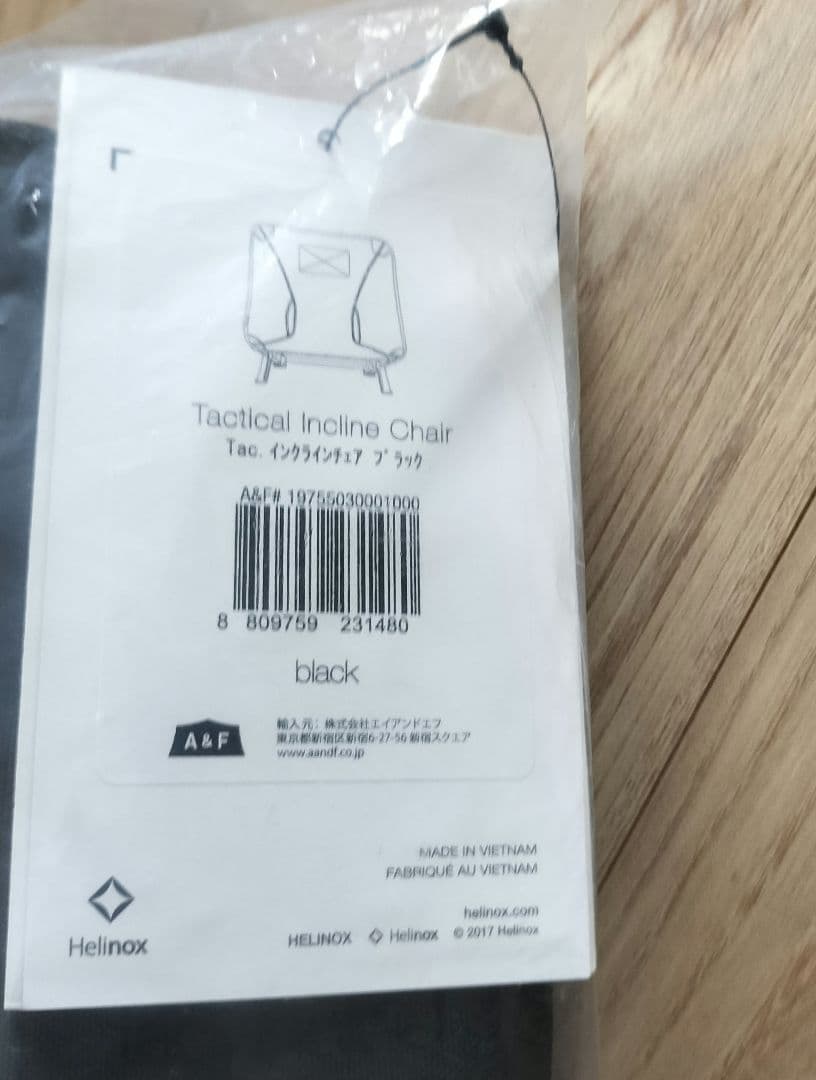 Tactical Incline Chair
Tac. インクラインチェア ブラック
A&F# 19755030001000
8 809759 231480
black
A & F
輸入元: 株式会社エイアンドエフ
東京都新宿区新宿6-27-56 新宿スクエア
www.aandf.co.jp
MADE IN VIETNAM
FABRIQUÉ AU VIETNAM
helinox.com
Helinox
HELINOX Helinox © 2017 Helinox